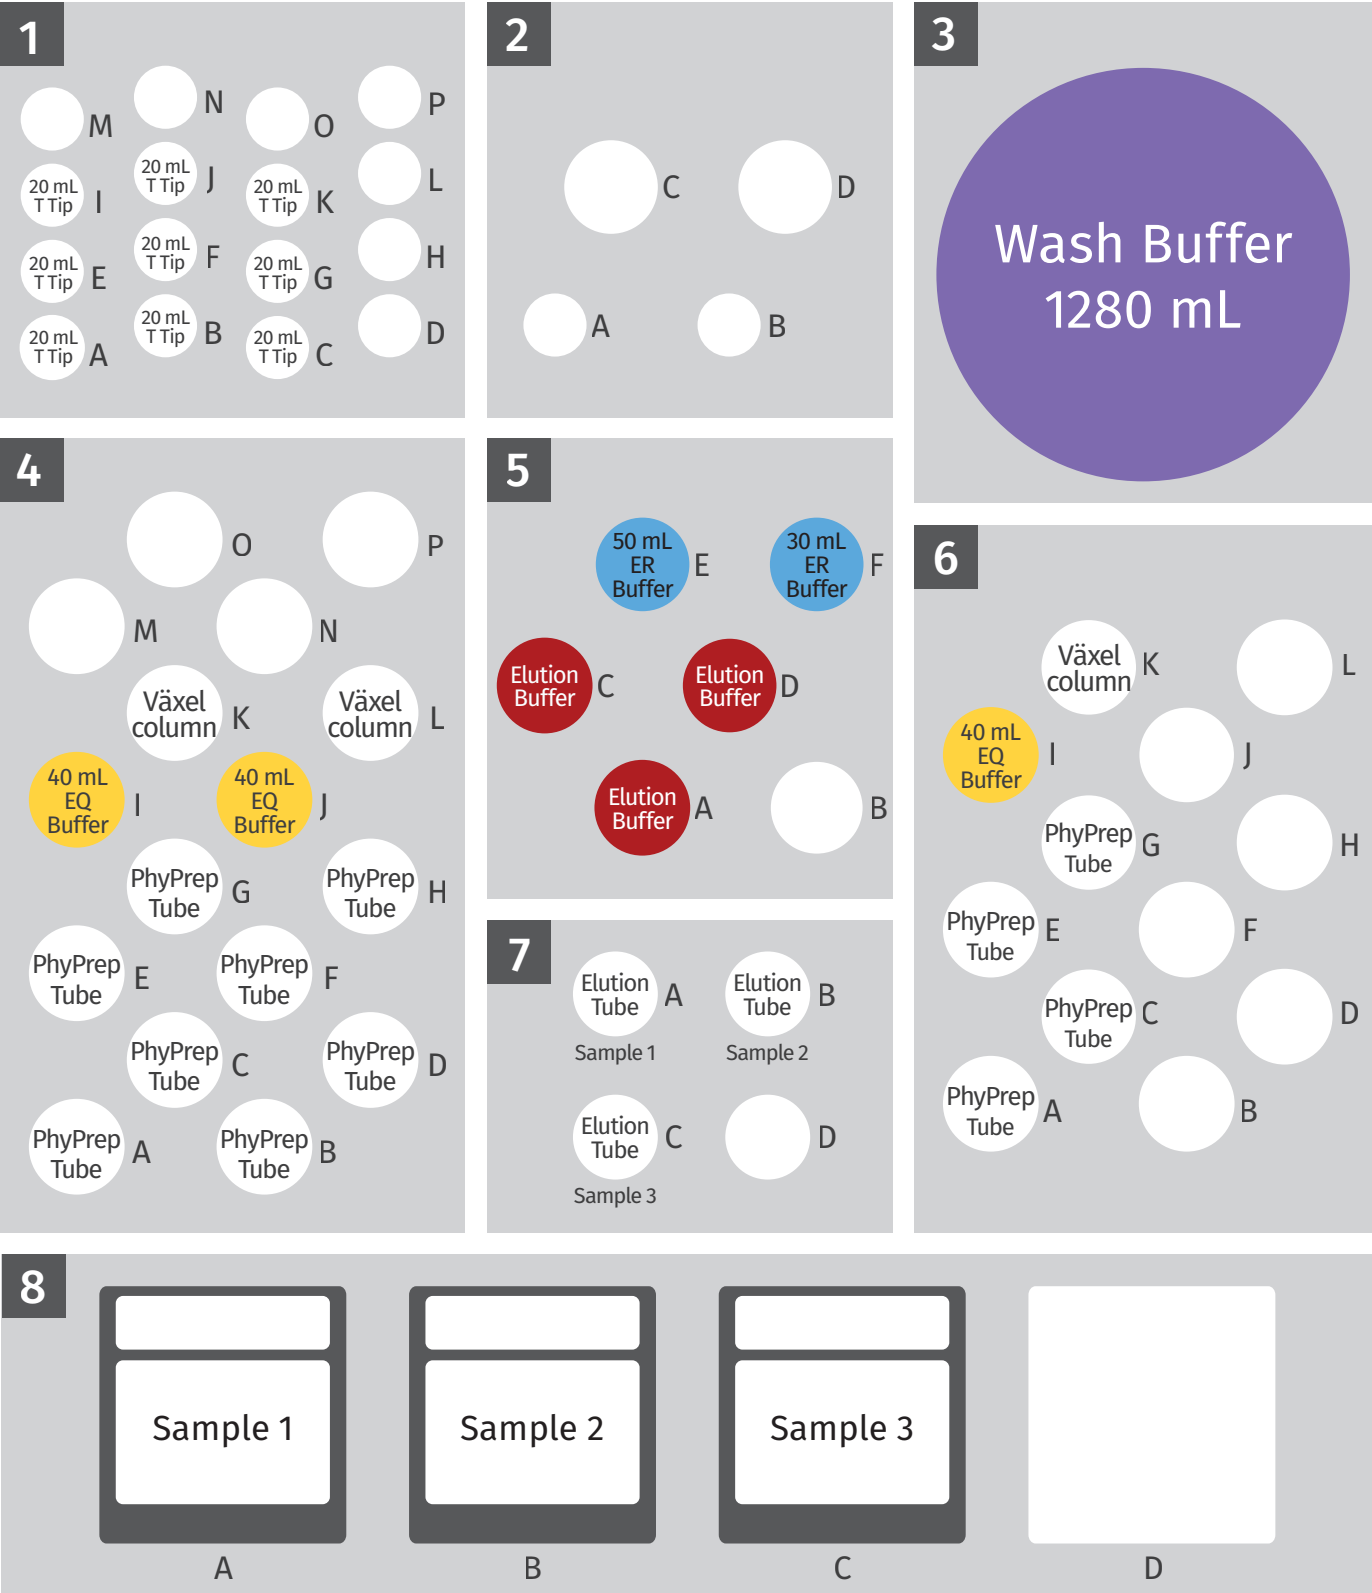 1
M
N
O
P
20 mL
T Tip
I
20 mL
T Tip
J
20 mL
T Tip
K
L
20 mL
T Tip
E
20 mL
T Tip
F
20 mL
T Tip
G
H
20 mL
T Tip
A
20 mL
T Tip
B
20 mL
T Tip
C
D
2
C
D
A
B
3
Wash Buffer
1280 mL
4
O
P
M
N
Växel
column
K
Växel
column
L
40 mL
EQ
Buffer
I
40 mL
EQ
Buffer
J
PhyPrep
Tube
G
PhyPrep
Tube
H
PhyPrep
Tube
E
PhyPrep
Tube
F
PhyPrep
Tube
C
PhyPrep
Tube
D
PhyPrep
Tube
A
PhyPrep
Tube
B
5
50 mL
ER
Buffer
E
30 mL
ER
Buffer
F
Elution
Buffer
C
Elution
Buffer
D
Elution
Buffer
A
B
6
Växel
column
K
L
40 mL
EQ
Buffer
I
J
PhyPrep
Tube
G
H
PhyPrep
Tube
E
F
PhyPrep
Tube
C
D
PhyPrep
Tube
A
B
7
Elution
Tube
A
Sample 1
Elution
Tube
B
Sample 2
Elution
Tube
C
Sample 3
D
8
Sample 1
A
Sample 2
B
Sample 3
C
D